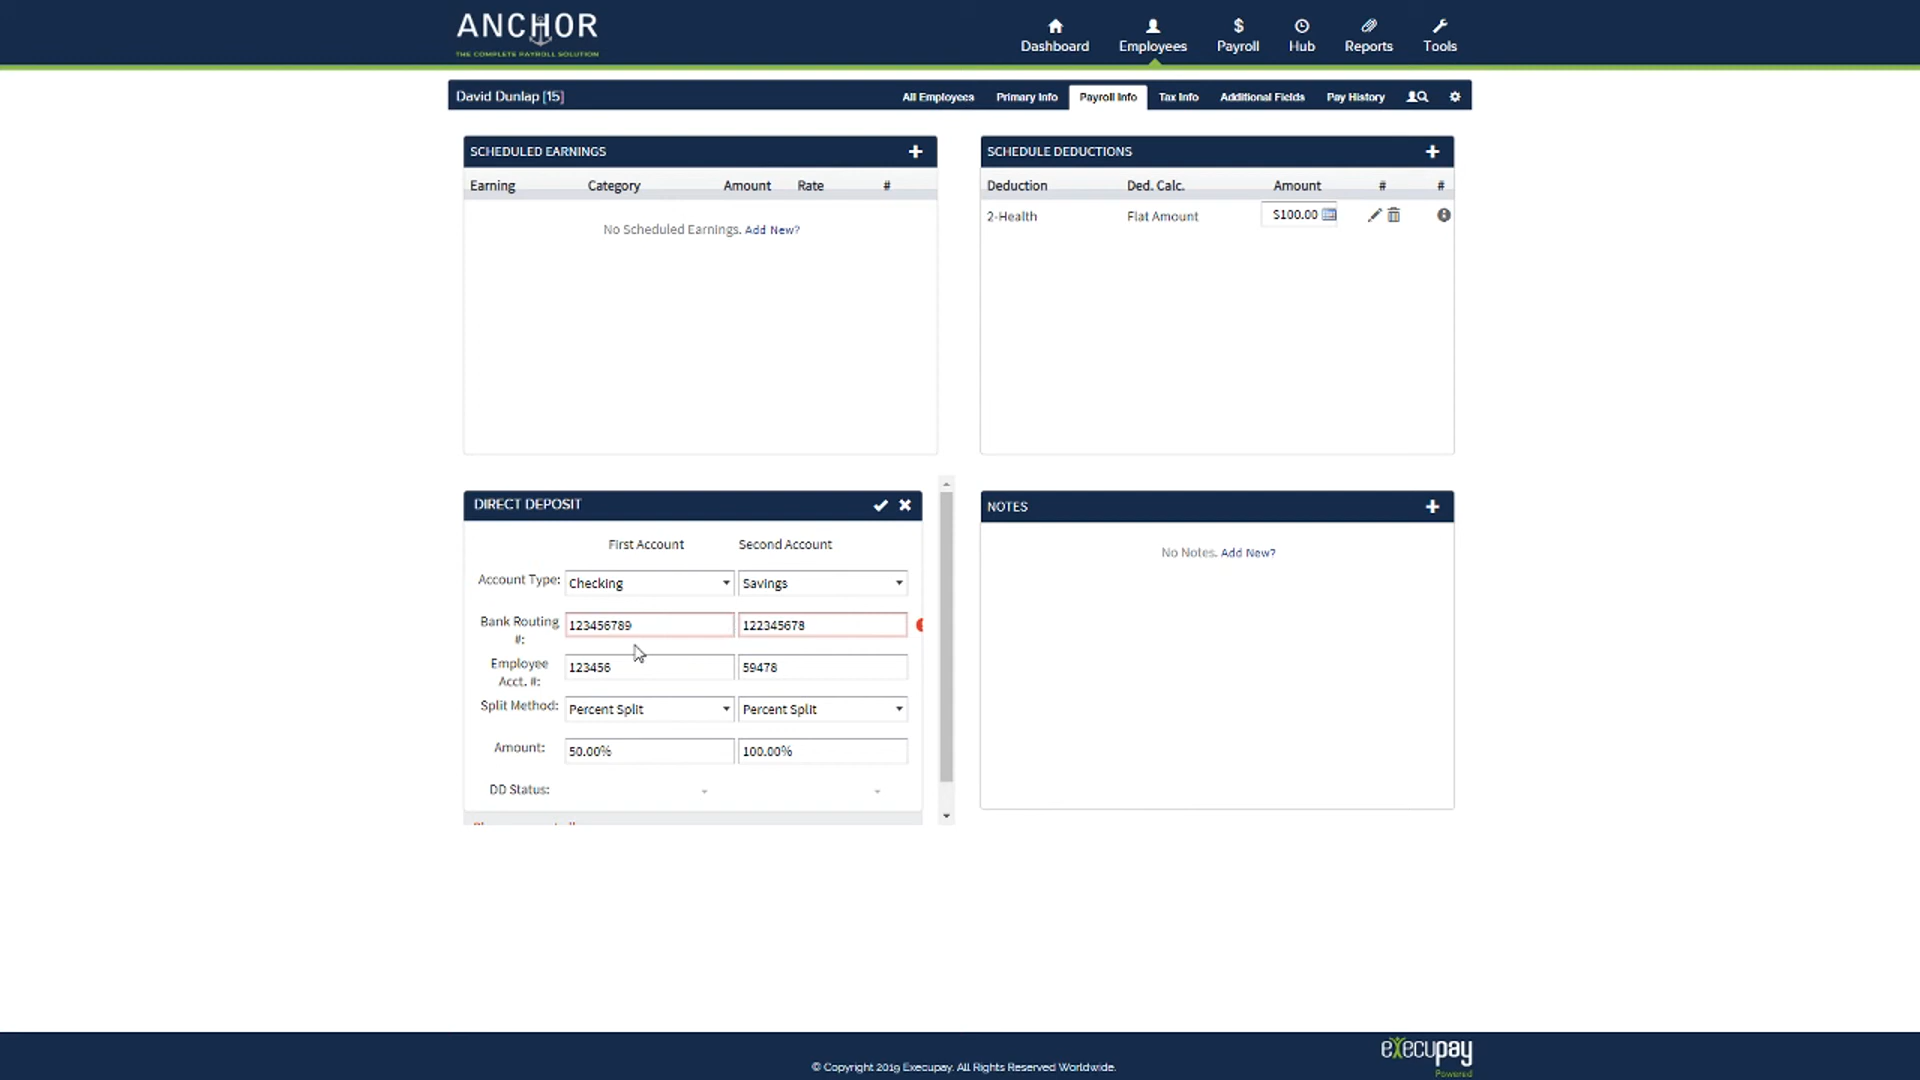 ANCHOR
THE COMPLETE PAYROLL SOLUTION
Dashboard
Employees
$
Payroll
Hub
Reports
Tools
David Dunlap [15]
All Employees
Primary Info
Payroll Info
Tax Info
Additional Fields
Pay History
SCHEDULED EARNINGS
Earning Category Amount Rate #
No Scheduled Earnings. Add New?
SCHEDULE DEDUCTIONS
Deduction Ded. Calc. Amount # #
2-Health Flat Amount $100.00
DIRECT DEPOSIT
First Account Second Account
Account Type: Checking Savings
Bank Routing #: 123456789 122345678
Employee Acct. #: 123456 59478
Split Method: Percent Split Percent Split
Amount: 50.00% 100.00%
DD Status:
NOTES
No Notes. Add New?
© Copyright 2019 Execupay. All Rights Reserved Worldwide.
execupay
Powered